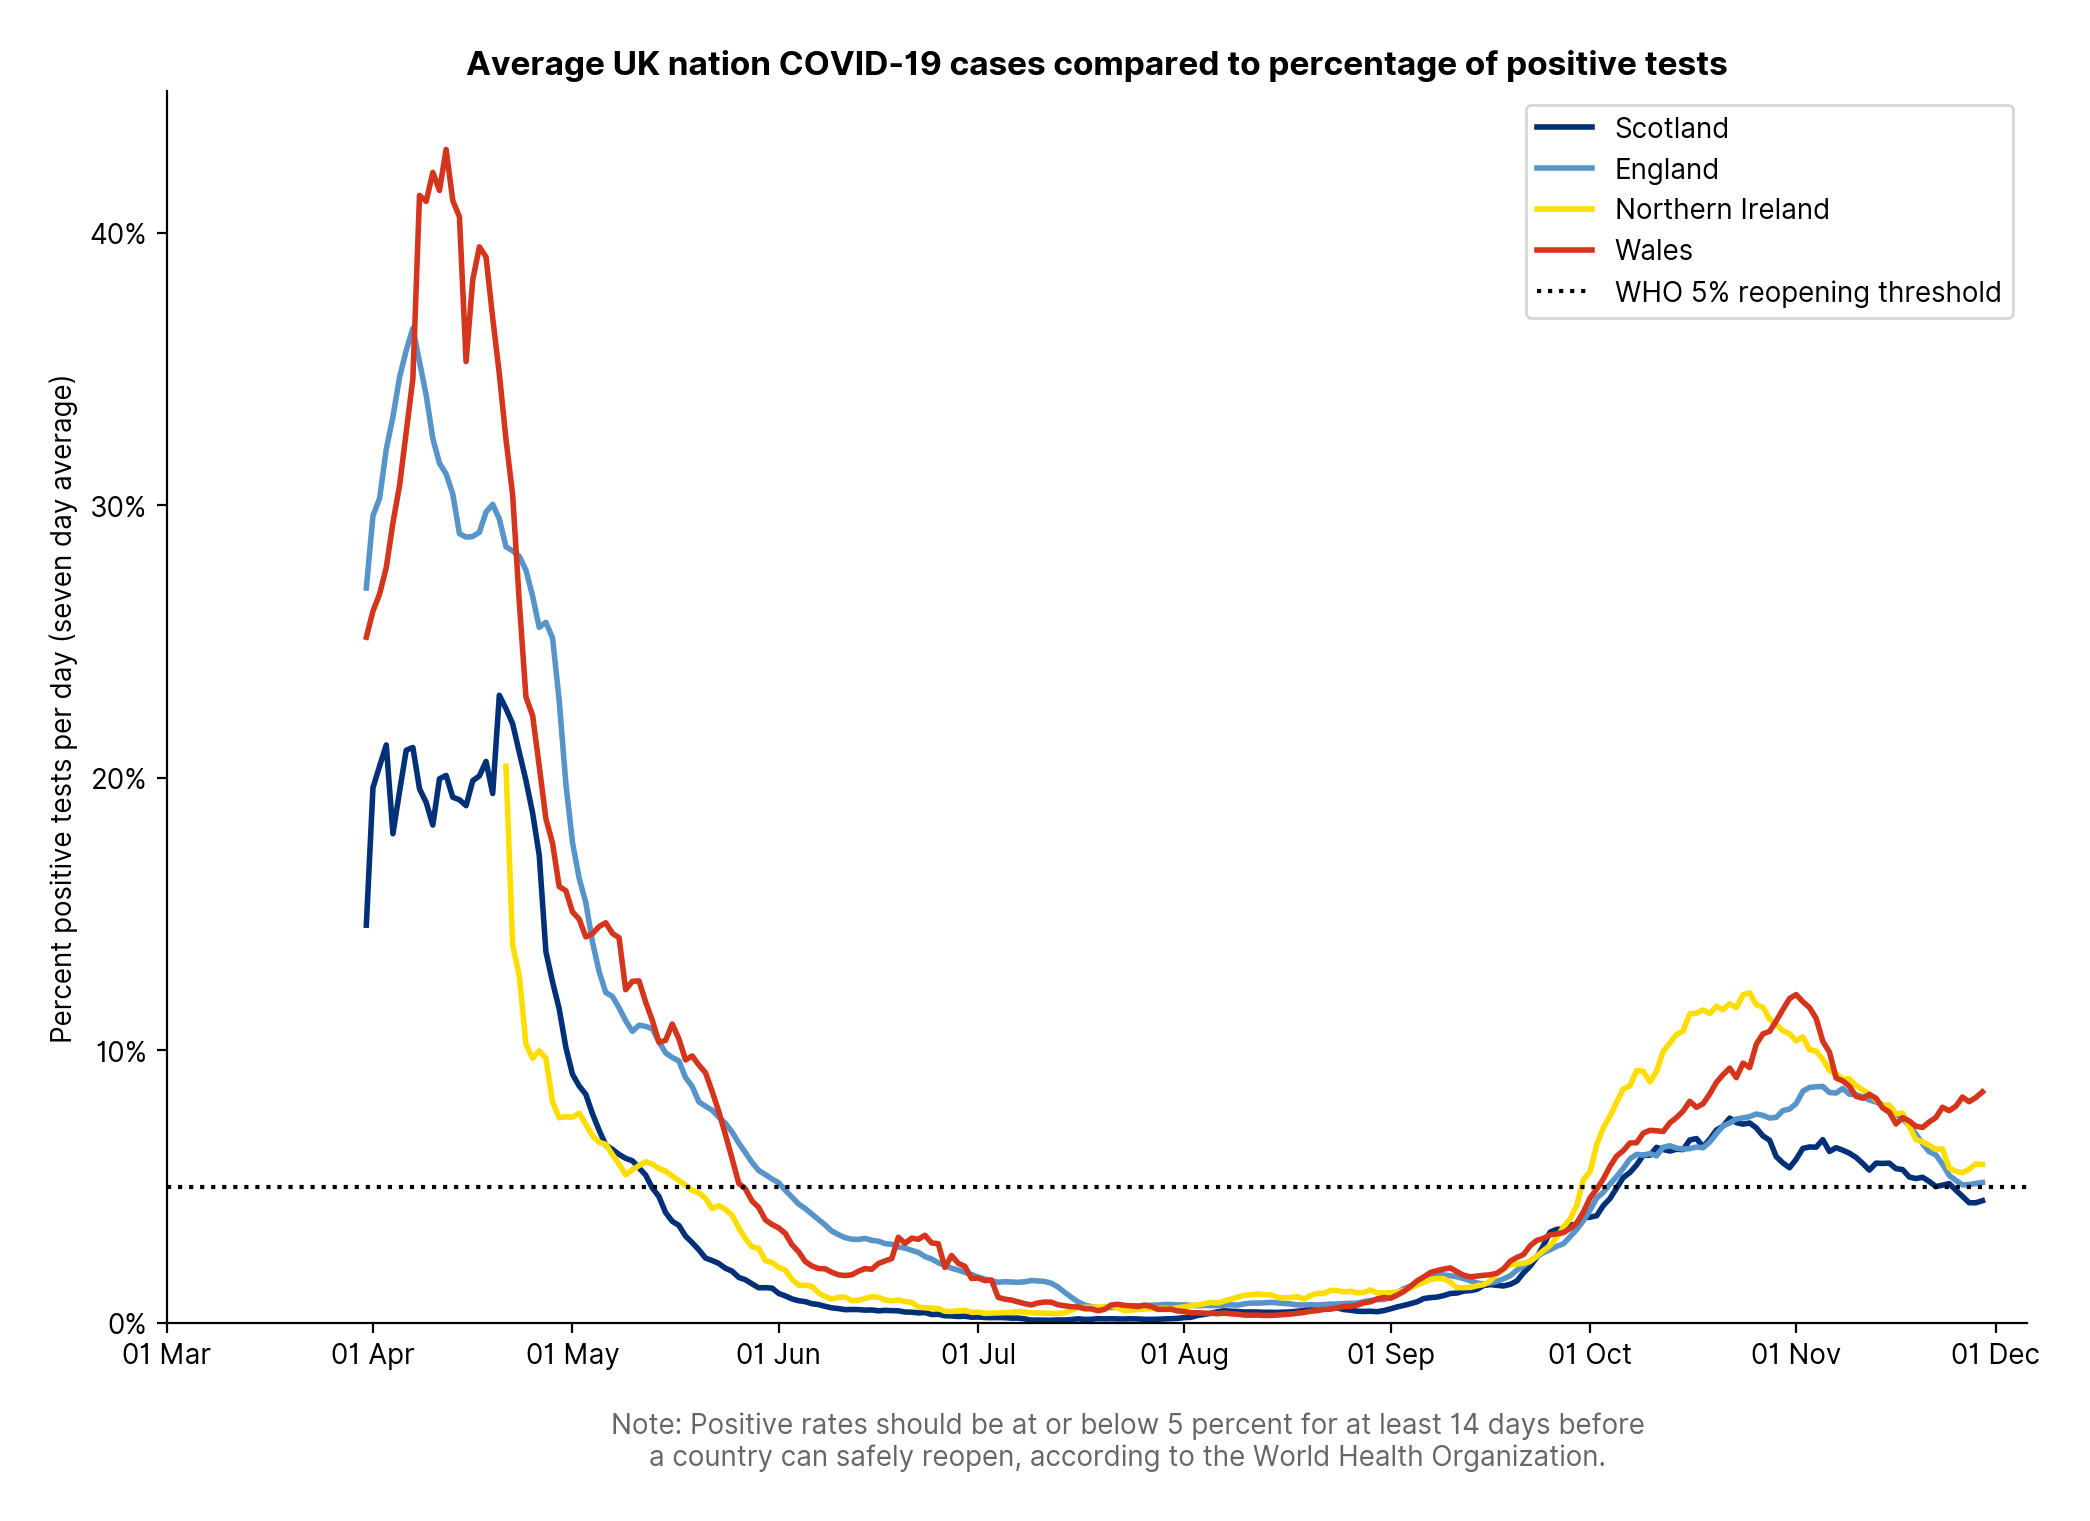 Average UK nation COVID-19 cases compared to percentage of positive tests
Scotland
England
Northern Ireland
Wales
WHO 5% reopening threshold
Percent positive tests per day (seven day average)
40%
30%
20%
10%
0%
01 Mar
01 Apr
01 May
01 Jun
01 Jul
01 Aug
01 Sep
01 Oct
01 Nov
01 Dec
Note: Positive rates should be at or below 5 percent for at least 14 days before
a country can safely reopen, according to the World Health Organization.